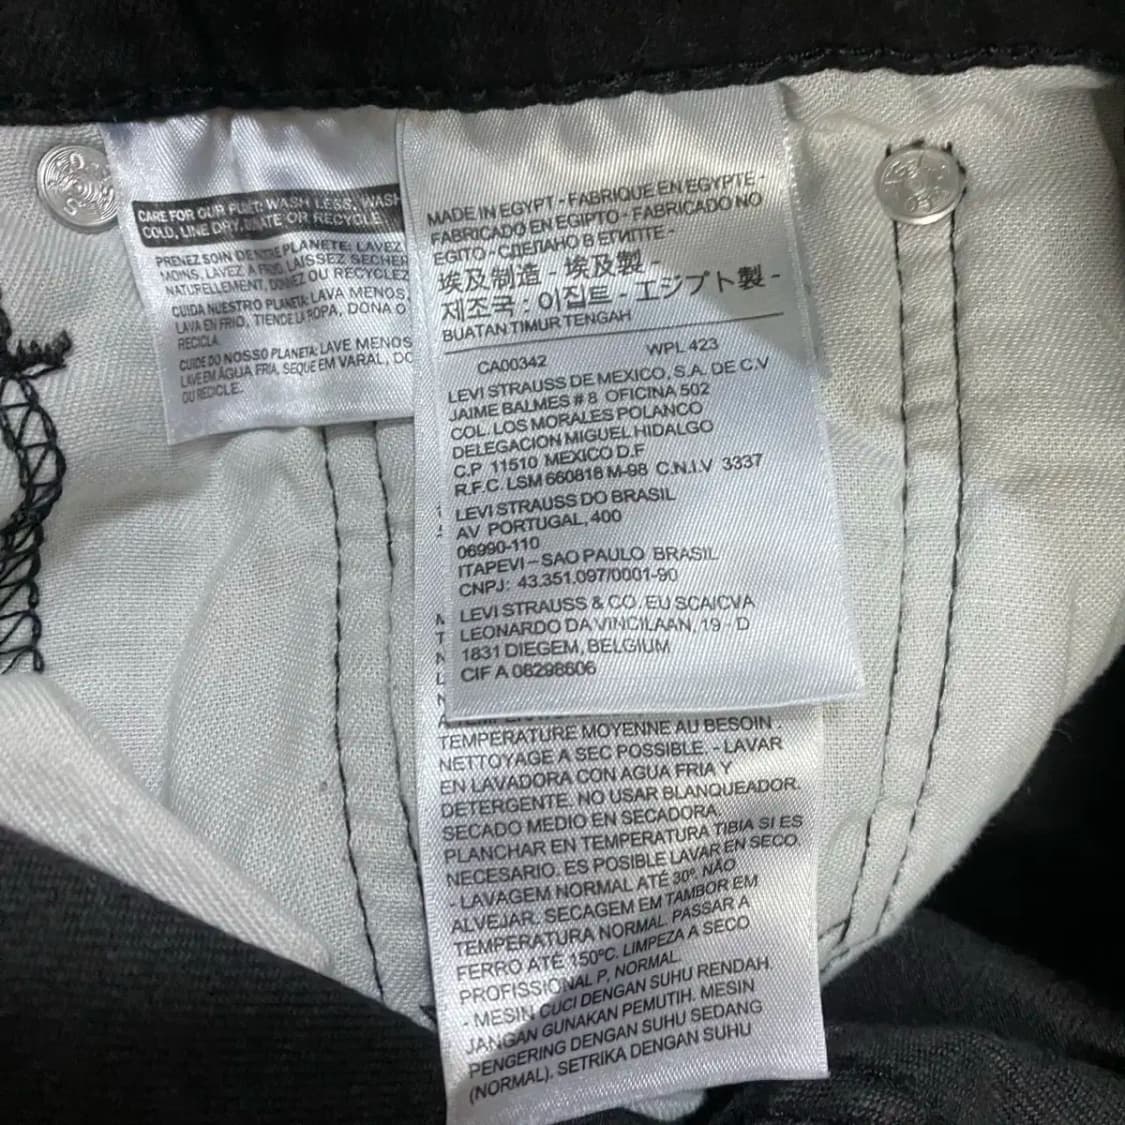 CARE FOR OUR PLANET: WASH LESS, WASH
COLD, LINE DRY, DONATE OR RECYCLE
PRENEZ SOIN DE NOTRE PLANETE: LAVEZ
MOINS, LAVEZ A FROID, LAISSEZ SECHER
NATURELLEMENT, DONNEZ OU RECYCLEZ
CUIDA NUESTRO PLANETA: LAVA MENOS,
LAVA EN FRIO, TIENDE LA ROPA, DONA O
RECICLA.
CUIDE DO NOSSO PLANETA: LAVE MENOS
LAVE EM ÁGUA FRIA, SEQUE EM VARAL, DO
OU RECICLE.
MADE IN EGYPT - FABRIQUE EN EGYPTE -
FABRICADO EN EGIPTO - FABRICADO NO
EGITO - СДЕЛАНО В ЕГИПТЕ -
埃及制造 - 埃及製 -
제조국 : 이집트 - エジプト製 -
BUATAN TIMUR TENGAH
CA00342 WPL 423
LEVI STRAUSS DE MEXICO, S.A. DE C.V
JAIME BALMES # 8 OFICINA 502
COL. LOS MORALES POLANCO
DELEGACION MIGUEL HIDALGO
C.P 11510 MEXICO D.F
R.F.C. LSM 660818 M-98 C.N.I.V 3337
LEVI STRAUSS DO BRASIL
AV PORTUGAL, 400
06990-110
ITAPEVI – SAO PAULO BRASIL
CNPJ: 43.351.097/0001-90
LEVI STRAUSS & CO. EU SCA/CVA
LEONARDO DA VINCILAAN, 19 - D
1831 DIEGEM, BELGIUM
CIF A 08298606
TEMPERATURE MOYENNE AU BESOIN .
NETTOYAGE A SEC POSSIBLE. - LAVAR
EN LAVADORA CON AGUA FRIA Y
DETERGENTE. NO USAR BLANQUEADOR.
SECADO MEDIO EN SECADORA.
PLANCHAR EN TEMPERATURA TIBIA SI ES
NECESARIO. ES POSIBLE LAVAR EN SECO.
- LAVAGEM NORMAL ATÉ 30º. NÃO
ALVEJAR. SECAGEM EM TAMBOR EM
TEMPERATURA NORMAL. PASSAR A
FERRO ATÉ 150ºC. LIMPEZA A SECO
PROFISSIONAL P, NORMAL.
- MESIN CUCI DENGAN SUHU RENDAH.
JANGAN GUNAKAN PEMUTIH. MESIN
PENGERING DENGAN SUHU SEDANG
(NORMAL). SETRIKA DENGAN SUHU